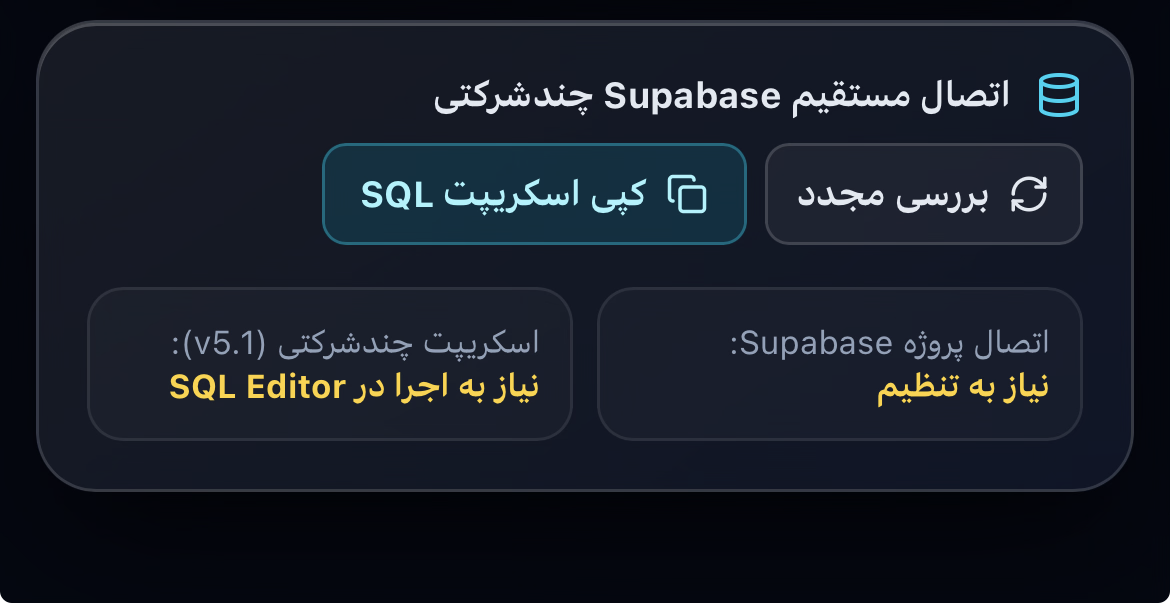 اتصال مستقیم Supabase چندشرکتی
بررسی مجدد
کپی اسکریپت SQL
اتصال پروژه Supabase:
نیاز به تنظیم
اسکریپت چندشرکتی (v5.1):
نیاز به اجرا در SQL Editor